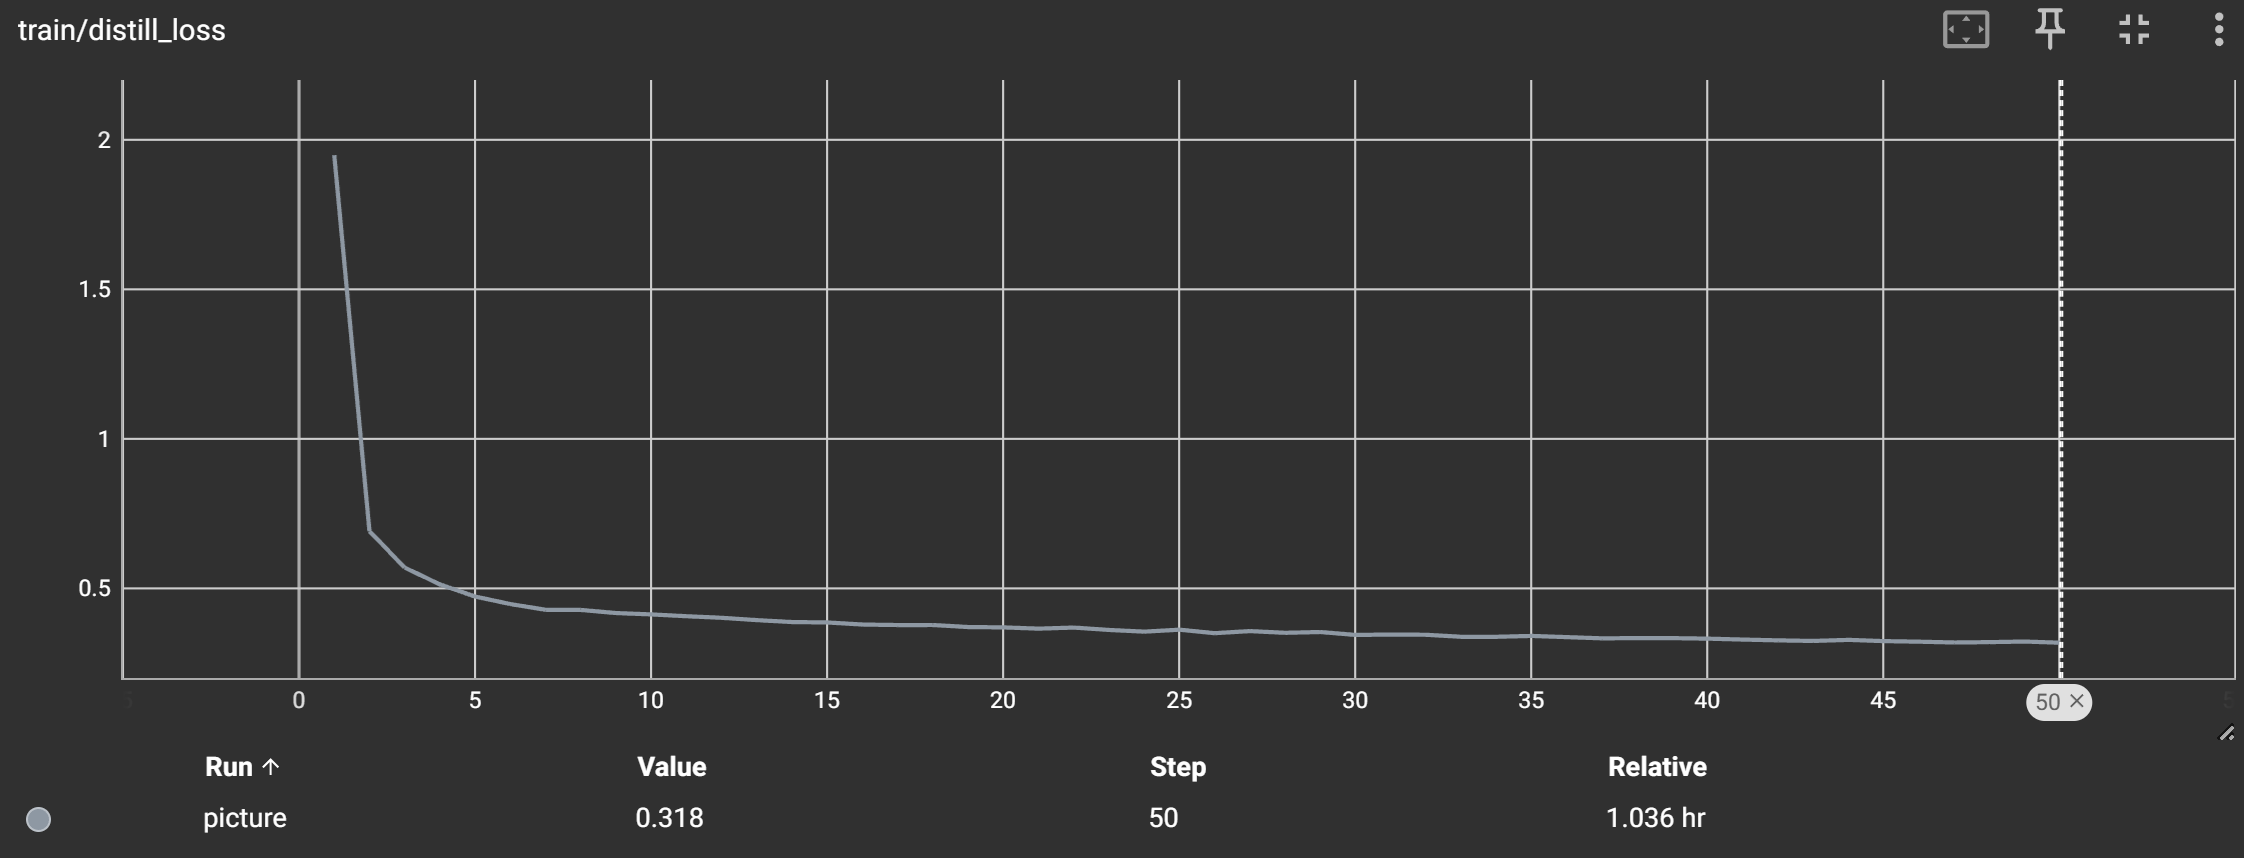 train/distill_loss
2
1.5
1
0.5
0 5 10 15 20 25 30 35 40 45 50 ×
Run ↑ Value Step Relative
picture 0.318 50 1.036 hr